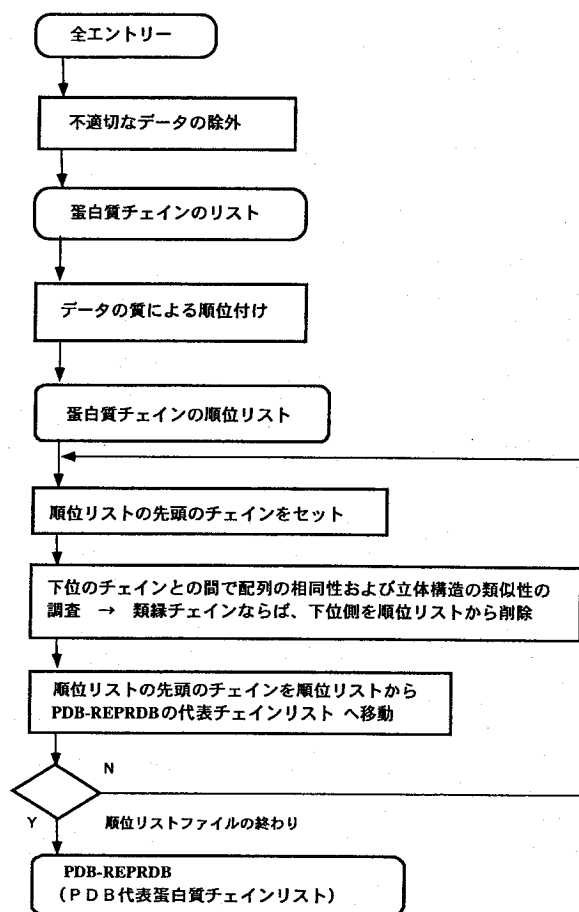 全エントリー
不適切なデータの除外
蛋白質チェインのリスト
データの質による順位付け
蛋白質チェインの順位リスト
順位リストの先頭のチェインをセット
下位のチェインとの間で配列の相同性および立体構造の類似性の
調査 → 類縁チェインならば、下位側を順位リストから削除
順位リストの先頭のチェインを順位リストから
PDB-REPRDBの代表チェインリスト へ移動
N
Y 順位リストファイルの終わり
PDB-REPRDB
(PDB代表蛋白質チェインリスト)